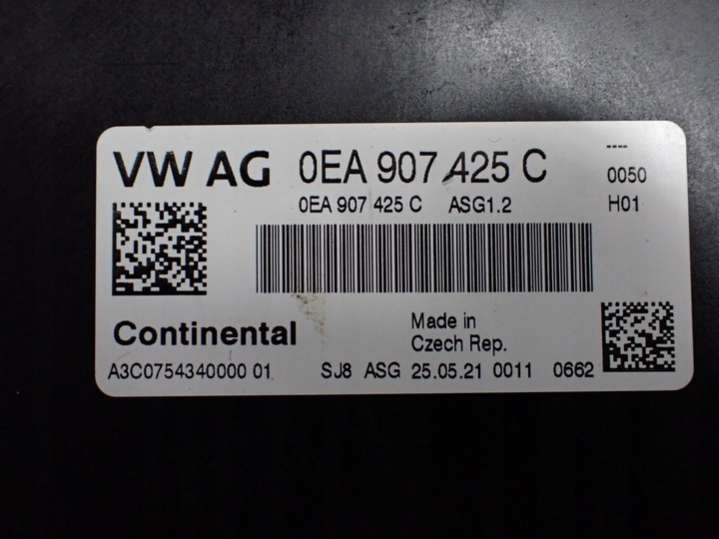 VW AG 0EA 907 425 C
----
0050
0EA 907 425 C ASG1.2
H01
Continental
Made in
Czech Rep.
A3C0754340000 01
SJ8 ASG 25.05.21 0011 0662